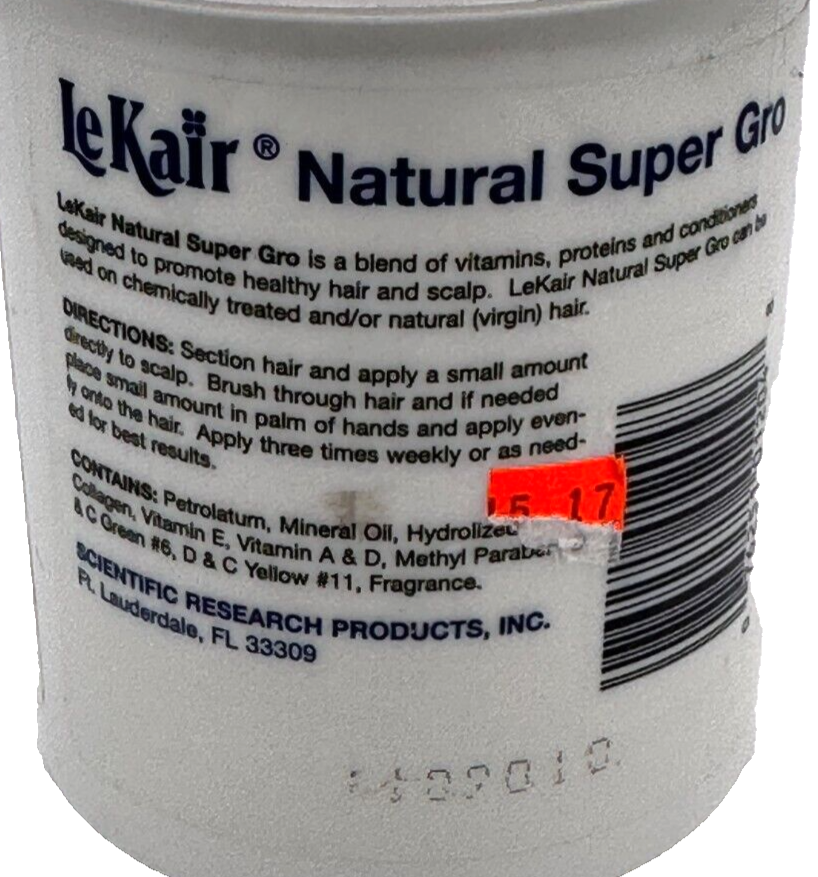 LeKaïr ® Natural Super Gro
LeKair Natural Super Gro is a blend of vitamins, proteins and conditioners
designed to promote healthy hair and scalp. LeKair Natural Super Gro can be
used on chemically treated and/or natural (virgin) hair.
DIRECTIONS: Section hair and apply a small amount
directly to scalp. Brush through hair and if needed
place small amount in palm of hands and apply even-
ly onto the hair. Apply three times weekly or as need-
ed for best results.
15 17
CONTAINS: Petrolatum, Mineral Oil, Hydrolized
Collagen, Vitamin E, Vitamin A & D, Methyl Paraben
& C Green #6, D & C Yellow #11, Fragrance.
SCIENTIFIC RESEARCH PRODUCTS, INC.
Ft. Lauderdale, FL 33309